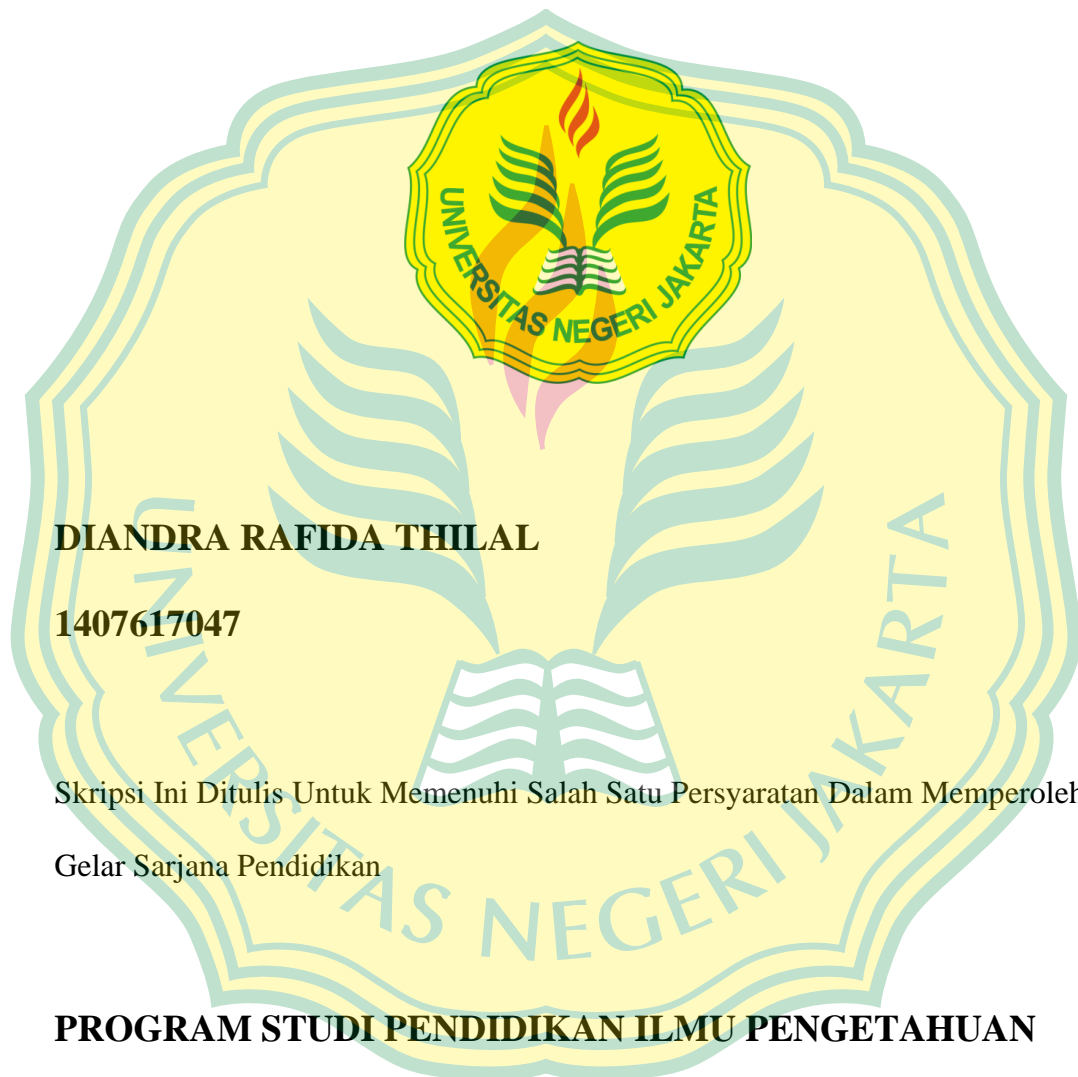 UNIVERSITAS NEGERI JAKARTA
DIANDRA RAFIDA THILAL
1407617047
Skripsi Ini Ditulis Untuk Memenuhi Salah Satu Persyaratan Dalam Memperoleh
Gelar Sarjana Pendidikan
PROGRAM STUDI PENDIDIKAN ILMU PENGETAHUAN
UNIVERSITAS NEGERI JAKARTA